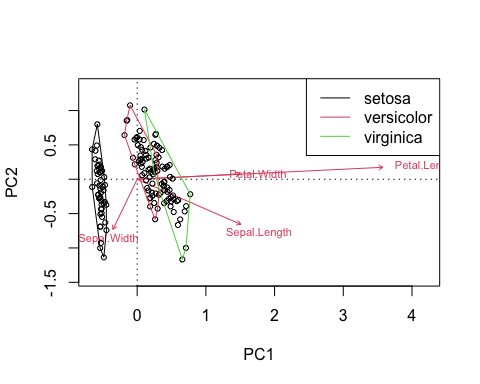 setosa
versicolor
virginica
Petal.Len
Petal.Width
Sepal.Width
Sepal.Length
PC2
0.5
-0.5
-1.5
0
1
2
3
4
PC1